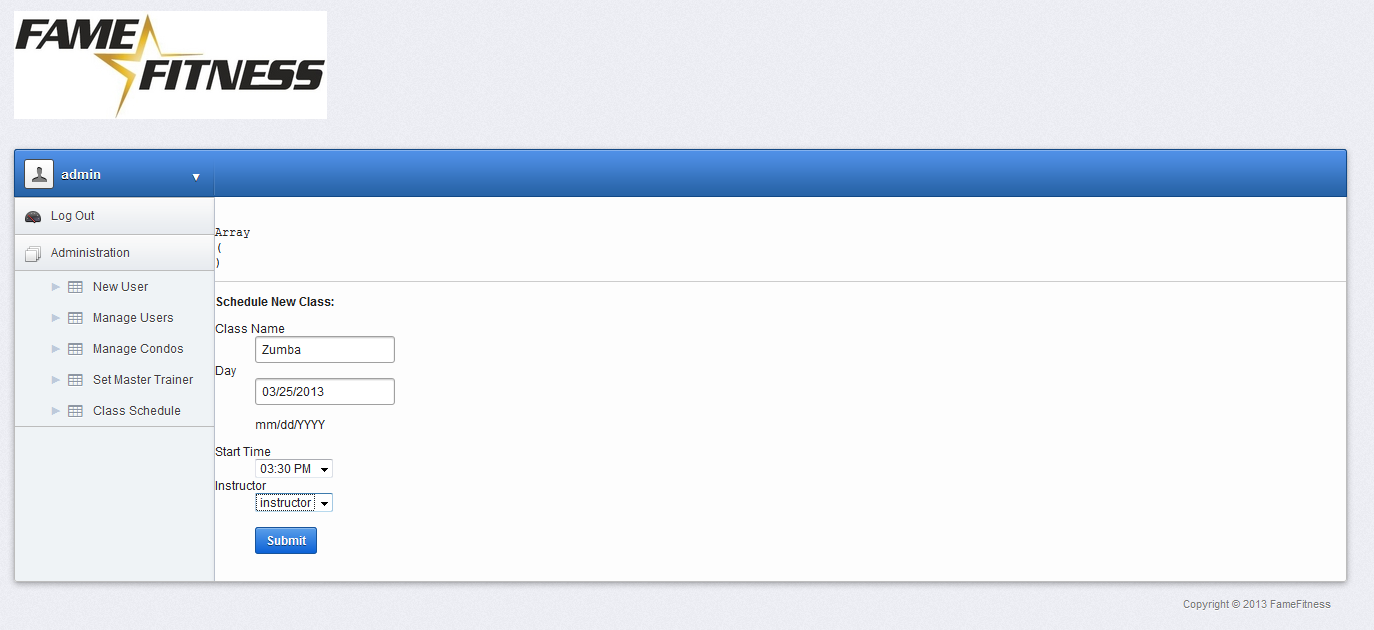 FAME
FITNESS
admin
Log Out
Administration
New User
Manage Users
Manage Condos
Set Master Trainer
Class Schedule
Array
(
)
Schedule New Class:
Class Name
Zumba
Day
03/25/2013
mm/dd/YYYY
Start Time
03:30 PM
Instructor
instructor
Submit
Copyright © 2013 FameFitness